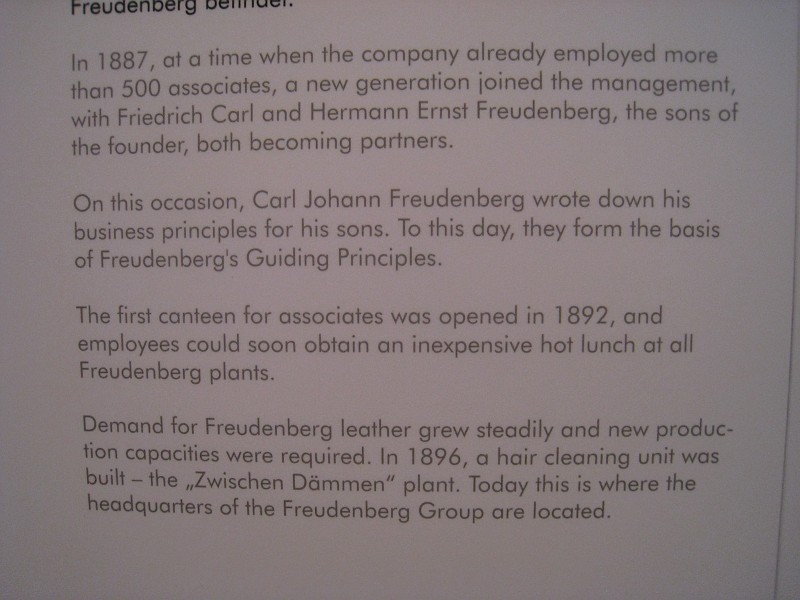 Freudenberg befindet.
In 1887, at a time when the company already employed more
than 500 associates, a new generation joined the management,
with Friedrich Carl and Hermann Ernst Freudenberg, the sons of
the founder, both becoming partners.
On this occasion, Carl Johann Freudenberg wrote down his
business principles for his sons. To this day, they form the basis
of Freudenberg's Guiding Principles.
The first canteen for associates was opened in 1892, and
employees could soon obtain an inexpensive hot lunch at all
Freudenberg plants.
Demand for Freudenberg leather grew steadily and new produc-
tion capacities were required. In 1896, a hair cleaning unit was
built – the „Zwischen Dämmen“ plant. Today this is where the
headquarters of the Freudenberg Group are located.